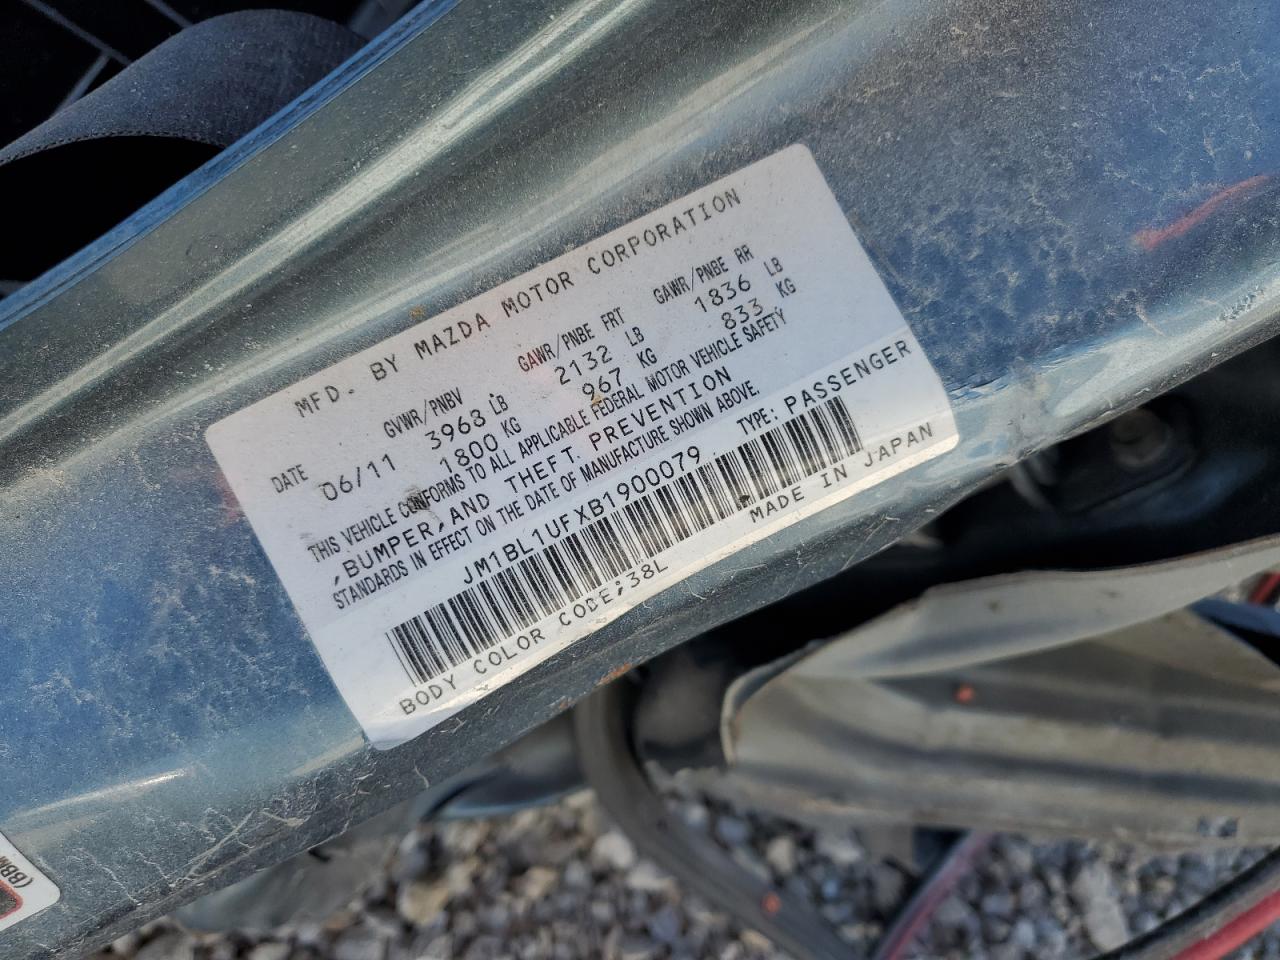 MFD. BY MAZDA MOTOR CORPORATION
DATE GVWR/PNBV GAWR/PNBE FRT GAWR/PNBE RR
06/11 3968 LB 2132 LB 1836 LB
1800 KG 967 KG 833 KG
THIS VEHICLE CONFORMS TO ALL APPLICABLE FEDERAL MOTOR VEHICLE SAFETY
,BUMPER,AND THEFT PREVENTION
STANDARDS IN EFFECT ON THE DATE OF MANUFACTURE SHOWN ABOVE.
JM1BL1UFXB1900079 TYPE: PASSENGER
BODY COLOR CODE;38L MADE IN JAPAN